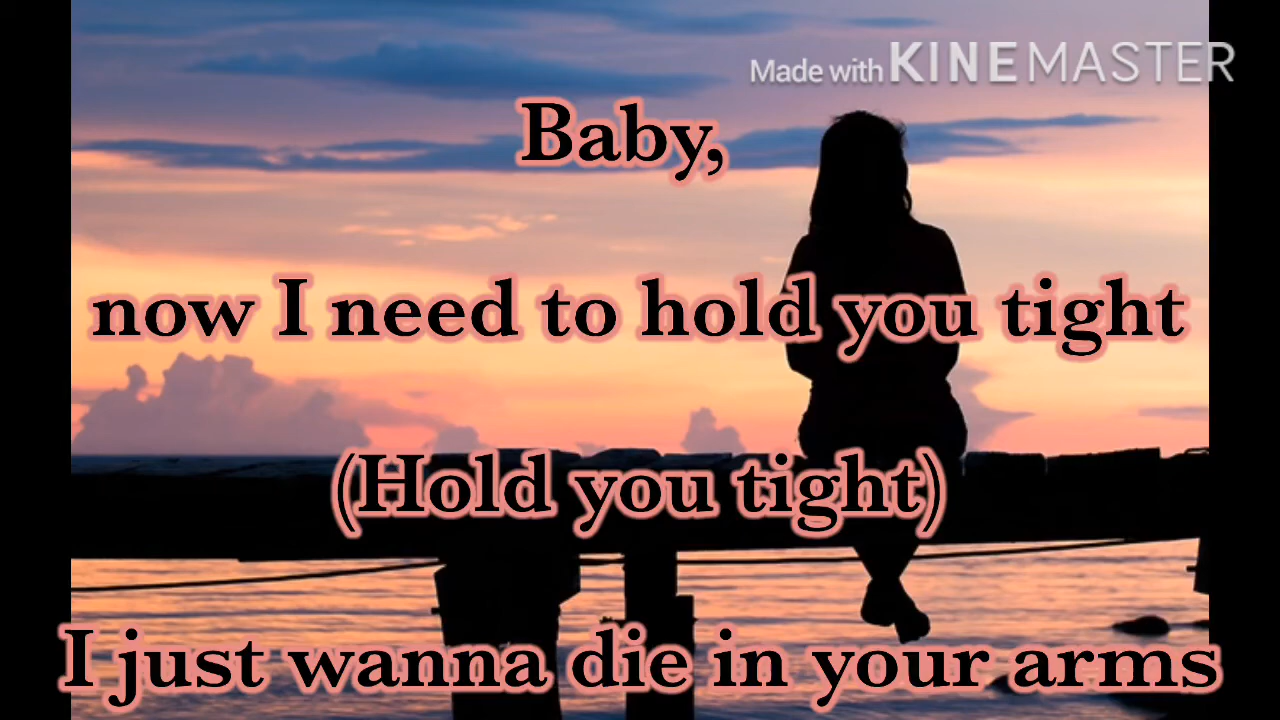 Made with KINEMASTER
Baby,
now I need to hold you tight
(Hold you tight)
I just wanna die in your arms